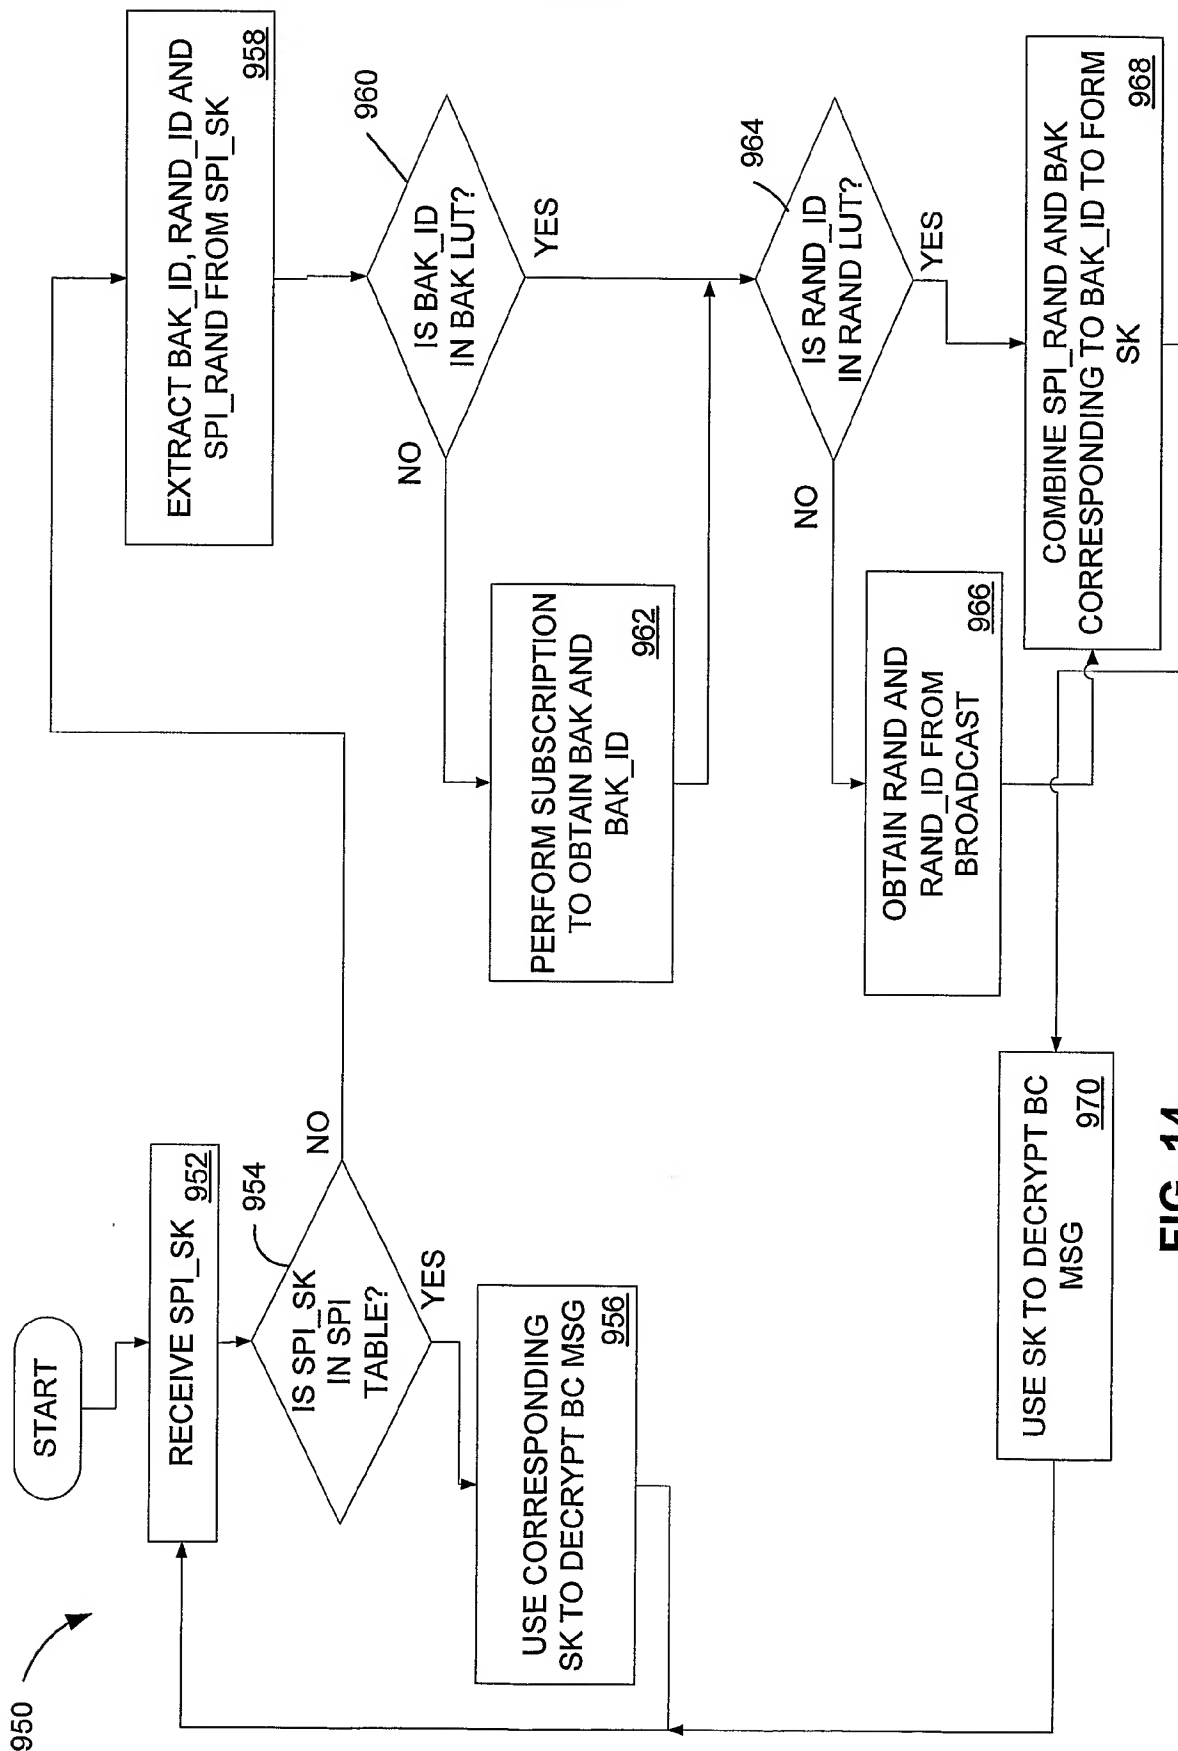 950
START
RECEIVE SPI_SK
952
954
IS SPI_SK
IN SPI
TABLE?
NO
YES
USE CORRESPONDING
SK TO DECRYPT BC MSG
956
EXTRACT BAK_ID, RAND_ID AND
SPI_RAND FROM SPI_SK
958
960
IS BAK_ID
IN BAK LUT?
NO
YES
PERFORM SUBSCRIPTION
TO OBTAIN BAK AND
BAK_ID
962
964
IS RAND_ID
IN RAND LUT?
NO
YES
OBTAIN RAND AND
RAND_ID FROM
BROADCAST
966
COMBINE SPI_RAND AND BAK
CORRESPONDING TO BAK_ID TO FORM
SK
968
USE SK TO DECRYPT BC
MSG
970
FIG. 14